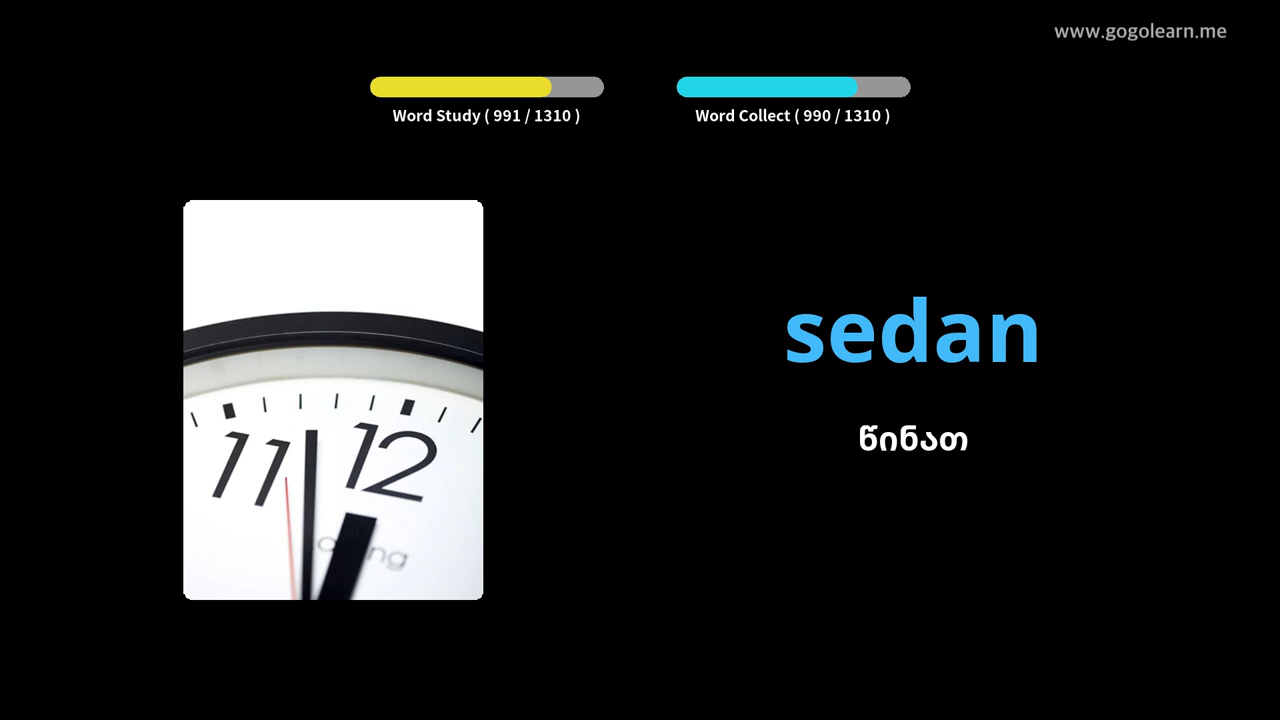 www.gogolearn.me
Word Study ( 991 / 1310 )
Word Collect ( 990 / 1310 )
sedan
წინათ
11
12